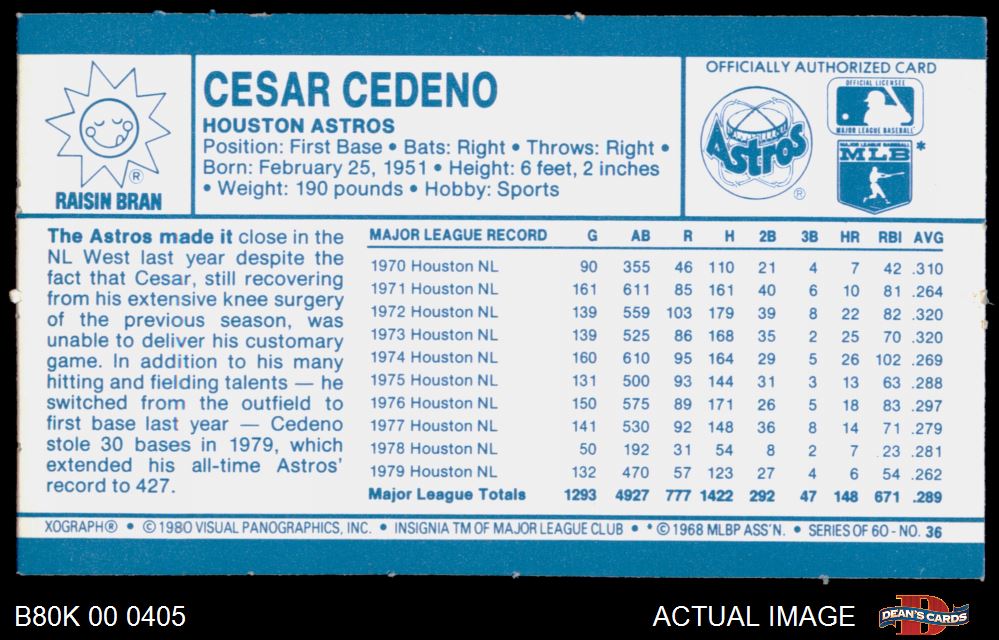 RAISIN BRAN
®
CESAR CEDENO
HOUSTON ASTROS
Position: First Base • Bats: Right • Throws: Right •
Born: February 25, 1951 • Height: 6 feet, 2 inches
• Weight: 190 pounds • Hobby: Sports
OFFICIALLY AUTHORIZED CARD
Astros
®
OFFICIAL LICENSEE
MAJOR LEAGUE BASEBALL
MAJOR LEAGUE BASEBALL
MLB *
The Astros made it close in the
NL West last year despite the
fact that Cesar, still recovering
from his extensive knee surgery
of the previous season, was
unable to deliver his customary
game. In addition to his many
hitting and fielding talents — he
switched from the outfield to
first base last year — Cedeno
stole 30 bases in 1979, which
extended his all-time Astros'
record to 427.
MAJOR LEAGUE RECORD G AB R H 2B 3B HR RBI AVG
1970 Houston NL 90 355 46 110 21 4 7 42 .310
1971 Houston NL 161 611 85 161 40 6 10 81 .264
1972 Houston NL 139 559 103 179 39 8 22 82 .320
1973 Houston NL 139 525 86 168 35 2 25 70 .320
1974 Houston NL 160 610 95 164 29 5 26 102 .269
1975 Houston NL 131 500 93 144 31 3 13 63 .288
1976 Houston NL 150 575 89 171 26 5 18 83 .297
1977 Houston NL 141 530 92 148 36 8 14 71 .279
1978 Houston NL 50 192 31 54 8 2 7 23 .281
1979 Houston NL 132 470 57 123 27 4 6 54 .262
Major League Totals 1293 4927 777 1422 292 47 148 671 .289
XOGRAPH® • © 1980 VISUAL PANOGRAPHICS, INC. • INSIGNIA TM OF MAJOR LEAGUE CLUB • * © 1968 MLBP ASS'N. • SERIES OF 60 - NO. 36
B80K 00 0405
ACTUAL IMAGE
DEAN'S CARDS